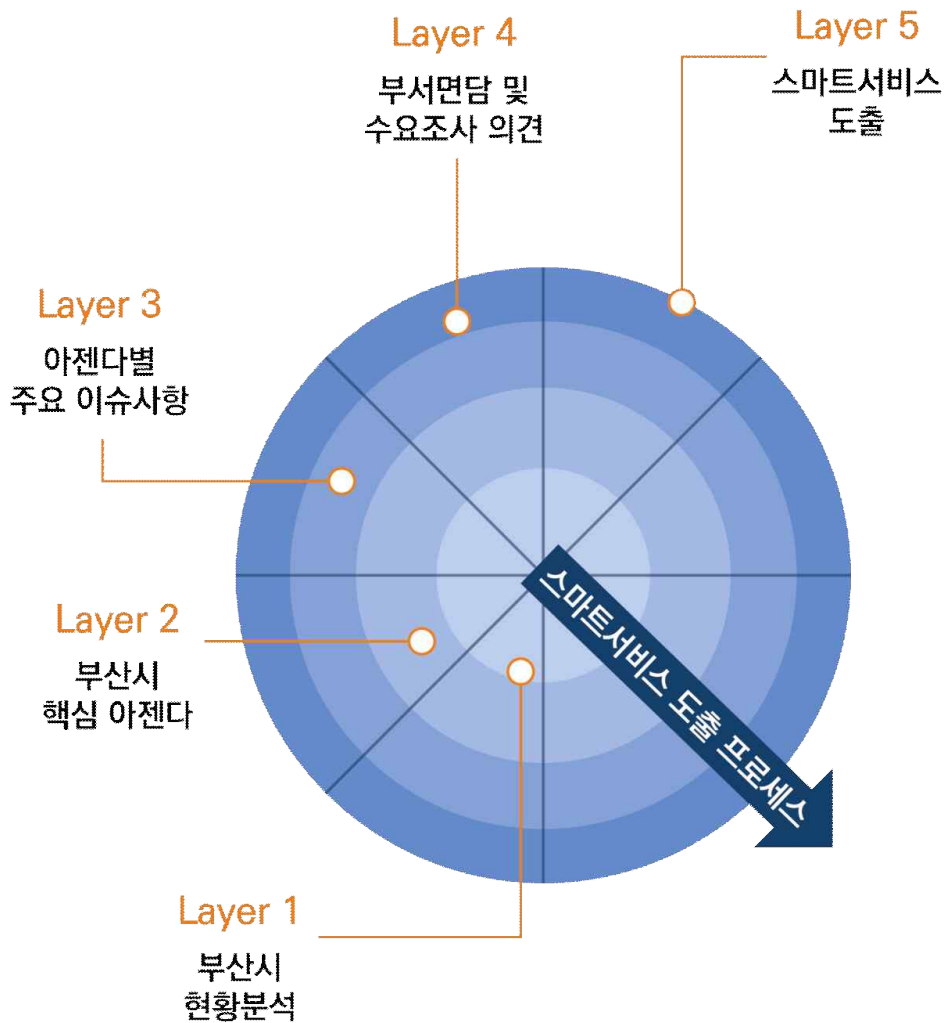 Layer 4
부서면담 및
수요조사 의견
Layer 5
스마트서비스
도출
Layer 3
아젠다별
주요 이슈사항
Layer 2
부산시
핵심 아젠다
스마트서비스 도출 프로세스
Layer 1
부산시
현황분석